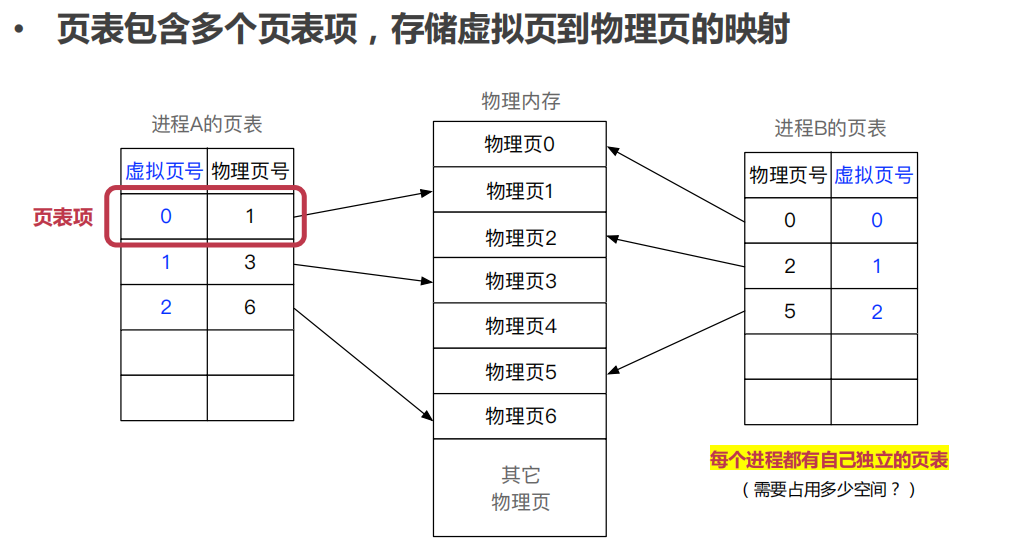 • 页表包含多个页表项，存储虚拟页到物理页的映射
进程A的页表
虚拟页号 物理页号
页表项
0 1
1 3
2 6
物理内存
物理页0
物理页1
物理页2
物理页3
物理页4
物理页5
物理页6
其它
物理页
进程B的页表
物理页号 虚拟页号
0 0
2 1
5 2
每个进程都有自己独立的页表
（需要占用多少空间？）